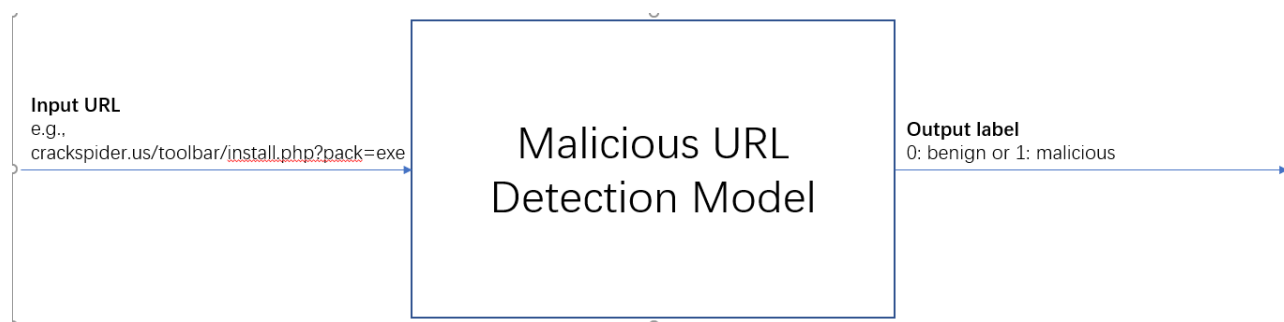 Input URL
e.g.,
crackspider.us/toolbar/install.php?pack=exe
Malicious URL
Detection Model
Output label
0: benign or 1: malicious